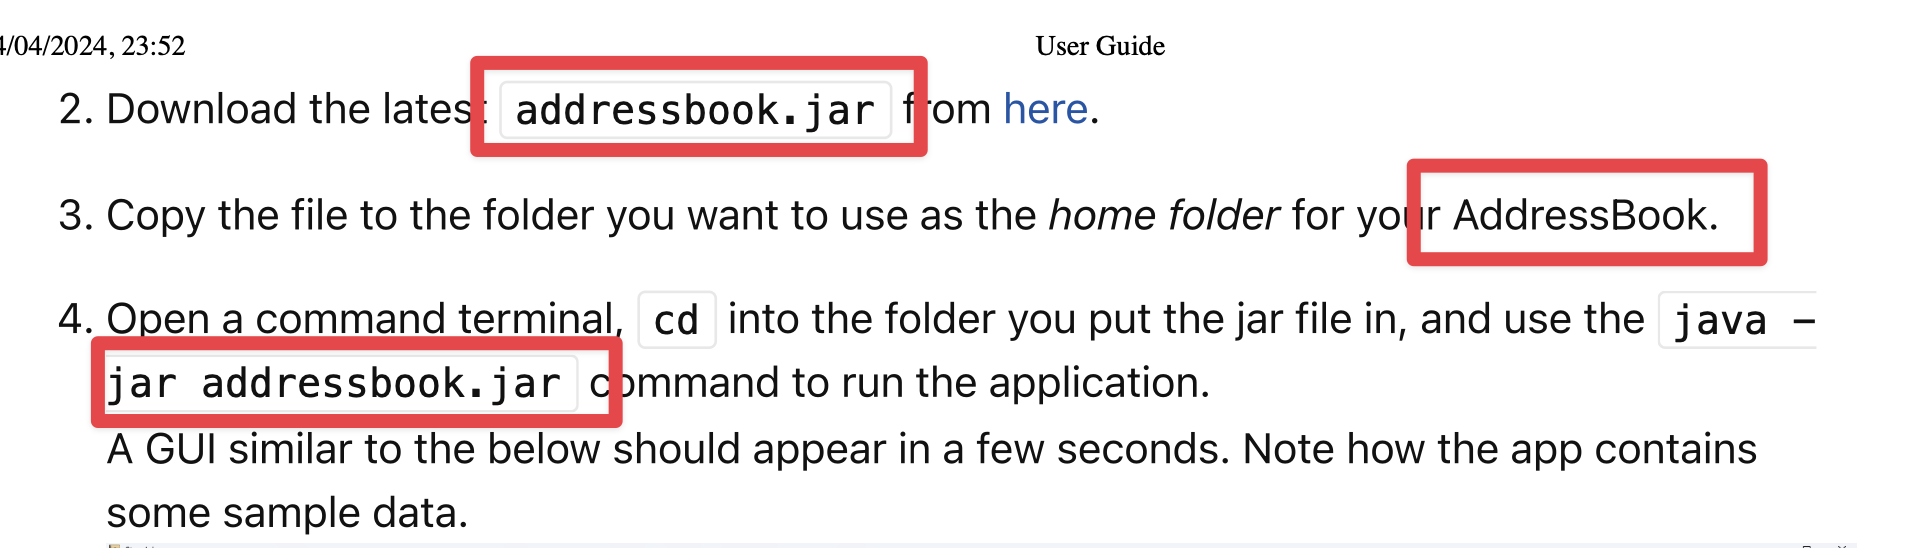 4/04/2024, 23:52 User Guide
2. Download the latest addressbook.jar from here.
3. Copy the file to the folder you want to use as the home folder for your AddressBook.
4. Open a command terminal, cd into the folder you put the jar file in, and use the java -
jar addressbook.jar command to run the application.
A GUI similar to the below should appear in a few seconds. Note how the app contains
some sample data.